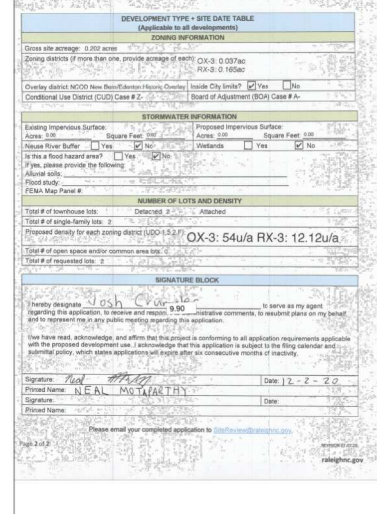 DEVELOPMENT TYPE + SITE DATE TABLE
(Applicable to all developments)
ZONING INFORMATION
Gross site acreage: 0.202 acres
Zoning districts (if more than one, provide acreage of each): OX-3: 0.037ac
RX-3: 0.165ac
Overlay district: NCOD New Bern/Edenton Historic Overlay Inside City limits? Yes No
Conditional Use District (CUD) Case # Z- Board of Adjustment (BOA) Case # A-
STORMWATER INFORMATION
Existing Impervious Surface: Proposed Impervious Surface:
Acres: 0.00 Square Feet: 0.00 Acres: 0.00 Square Feet: 0.00
Neuse River Buffer Yes No Wetlands Yes No
Is this a flood hazard area? Yes No
If yes, please provide the following:
Alluvial soils:
Flood study:
FEMA Map Panel #:
NUMBER OF LOTS AND DENSITY
Total # of townhouse lots: Detached 2 Attached
Total # of single-family lots: 2
Proposed density for each zoning district (UDO 1.5.2.F): OX-3: 54u/a RX-3: 12.12u/a
Total # of open space and/or common area lots: 0
Total # of requested lots: 2
SIGNATURE BLOCK
I hereby designate Josh to serve as my agent
regarding this application, to receive and 9.90 administrative comments, to resubmit plans on my behalf
and to represent me in any public meeting regarding this application.
I/we have read, acknowledge, and affirm that this project is conforming to all application requirements applicable
with the proposed development use. I acknowledge that this application is subject to the filing calendar and
submittal policy, which states applications will expire after six consecutive months of inactivity.
Signature: Neal Date: 12-2-20
Printed Name: NEAL MOTAPARTHY
Signature: Date:
Printed Name:
Please email your completed application to SiteReview@raleighnc.gov.
Page 2 of 2
raleighnc.gov